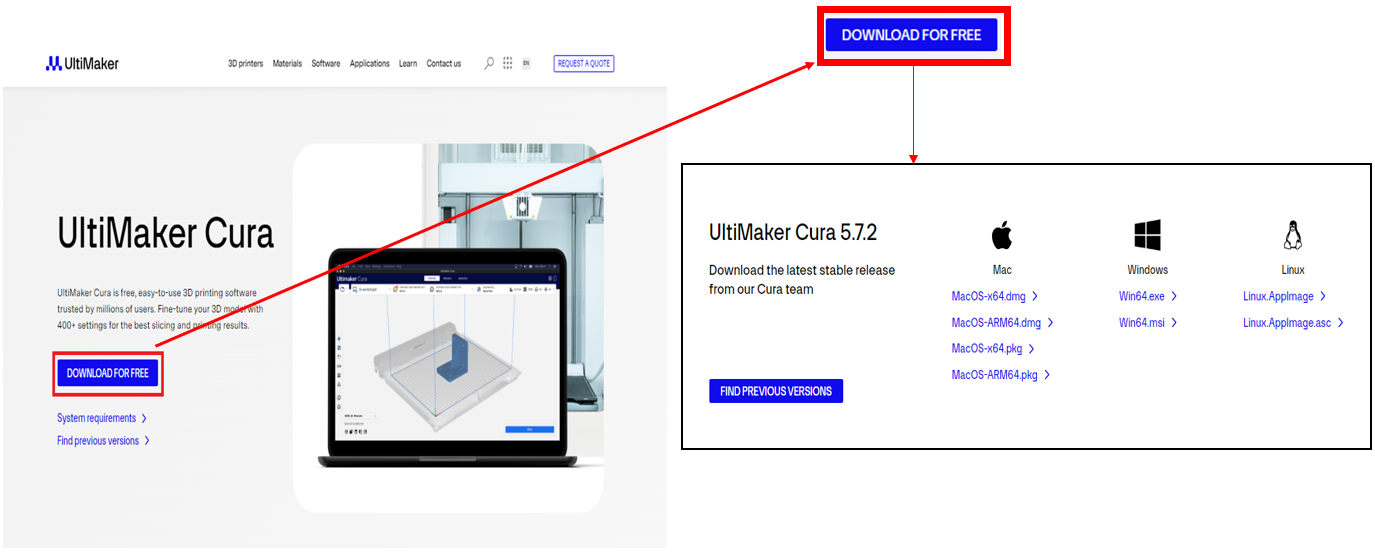 UltiMaker
3D printers Materials Software Applications Learn Contact us EN REQUEST A QUOTE
UltiMaker Cura
UltiMaker Cura is free, easy-to-use 3D printing software
trusted by millions of users. Fine-tune your 3D model with
400+ settings for the best slicing and printing results.
DOWNLOAD FOR FREE
System requirements
Find previous versions
Ultimaker Cura
DOWNLOAD FOR FREE
UltiMaker Cura 5.7.2
Download the latest stable release
from our Cura team
FIND PREVIOUS VERSIONS
Mac
MacOS-x64.dmg
MacOS-ARM64.dmg
MacOS-x64.pkg
MacOS-ARM64.pkg
Windows
Win64.exe
Win64.msi
Linux
Linux.AppImage
Linux.AppImage.asc